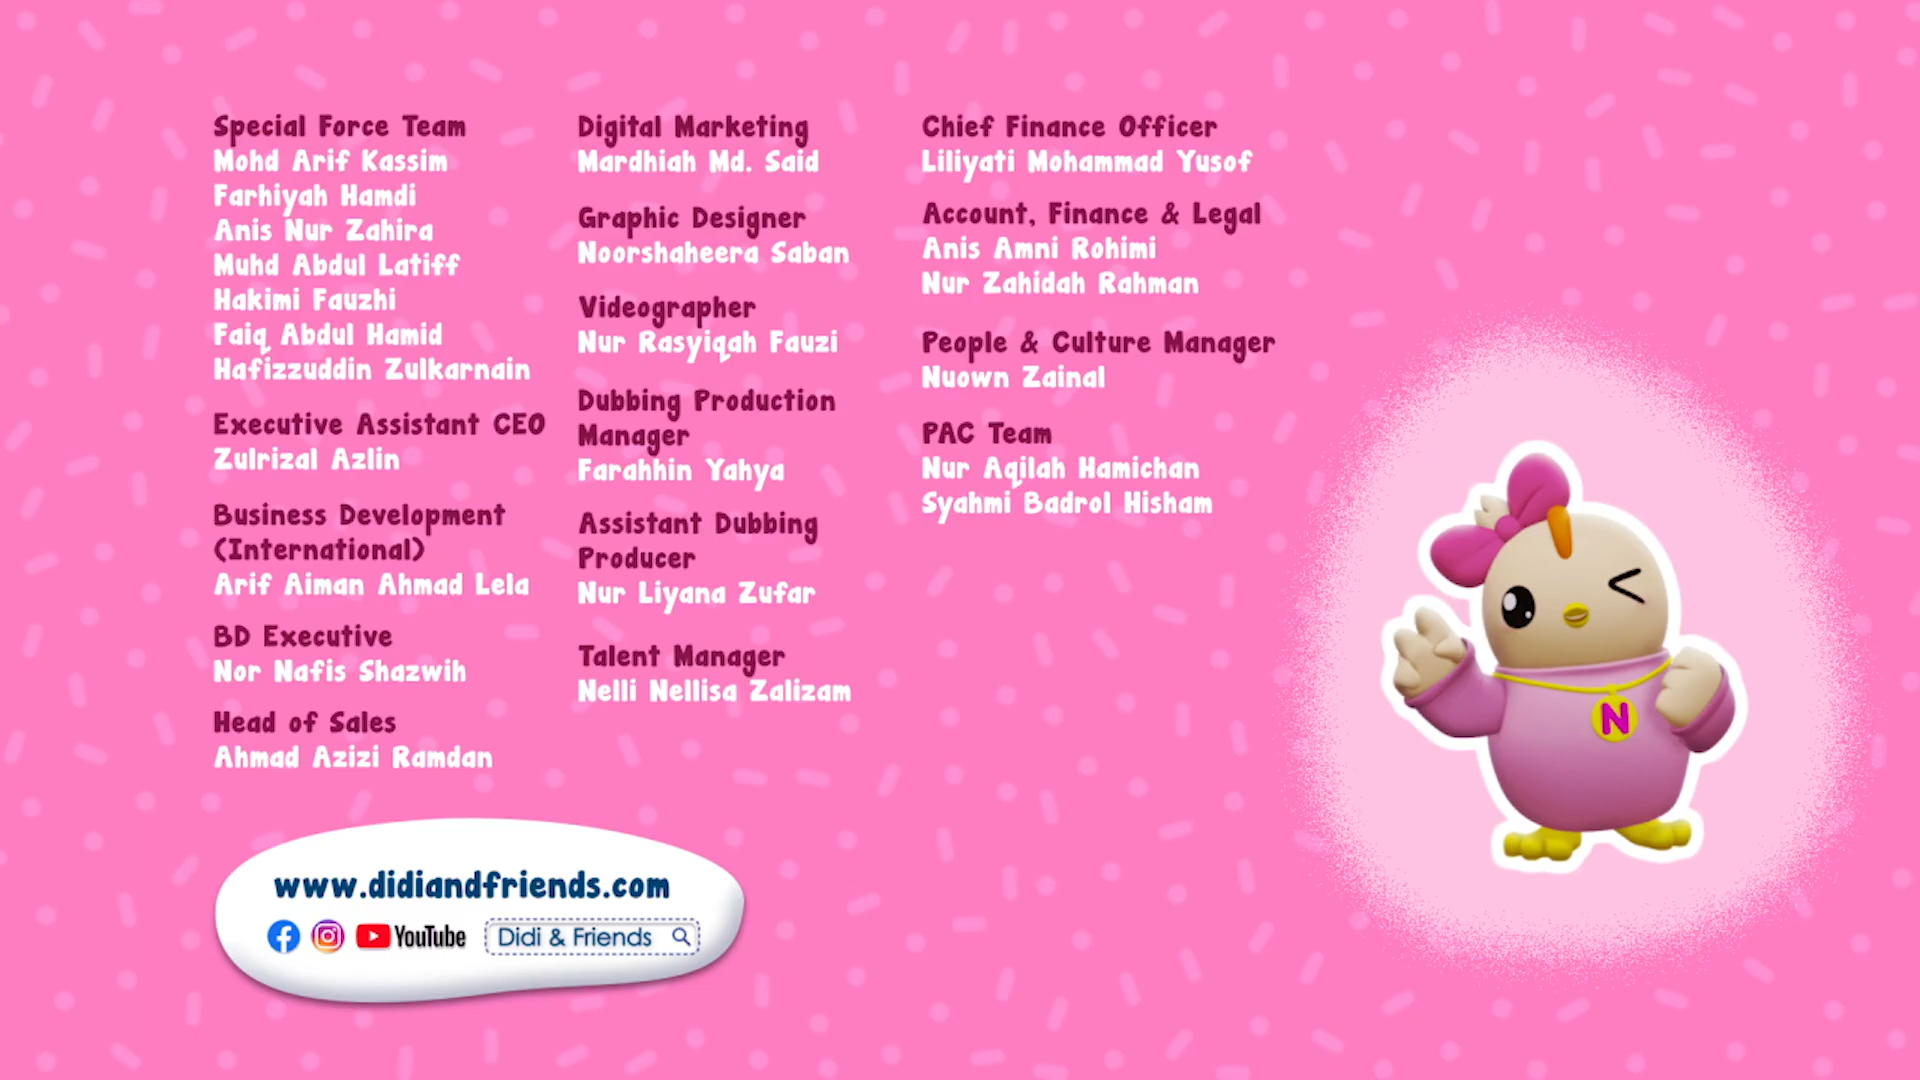 Special Force Team
Mohd Arif Kassim
Farhiyah Hamdi
Anis Nur Zahira
Muhd Abdul Latiff
Hakimi Fauzhi
Faiq Abdul Hamid
Hafizzuddin Zulkarnain
Executive Assistant CEO
Zulrizal Azlin
Business Development
(International)
Arif Aiman Ahmad Lela
BD Executive
Nor Nafis Shazwih
Head of Sales
Ahmad Azizi Ramdan
Digital Marketing
Mardhiah Md. Said
Graphic Designer
Noorshaheera Saban
Videographer
Nur Rasyiqah Fauzi
Dubbing Production
Manager
Farahhin Yahya
Assistant Dubbing
Producer
Nur Liyana Zufar
Talent Manager
Nelli Nellisa Zalizam
Chief Finance Officer
Liliyati Mohammad Yusof
Account, Finance & Legal
Anis Amni Rohimi
Nur Zahidah Rahman
People & Culture Manager
Nuown Zainal
PAC Team
Nur Aqilah Hamichan
Syahmi Badrol Hisham
N
www.didiandfriends.com
YouTube Didi & Friends